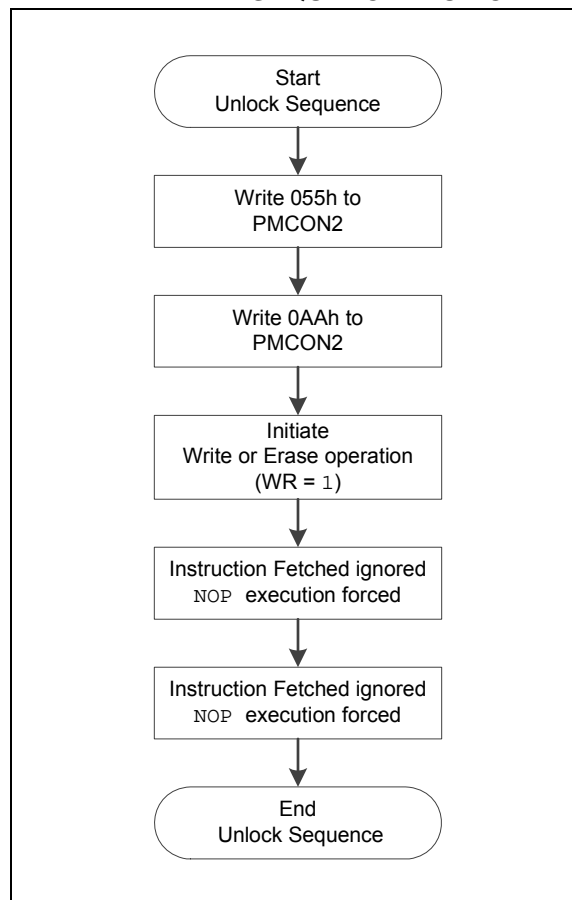 Start
Unlock Sequence
Write 055h to
PMCON2
Write 0AAh to
PMCON2
Initiate
Write or Erase operation
(WR = 1)
Instruction Fetched ignored
NOP execution forced
Instruction Fetched ignored
NOP execution forced
End
Unlock Sequence